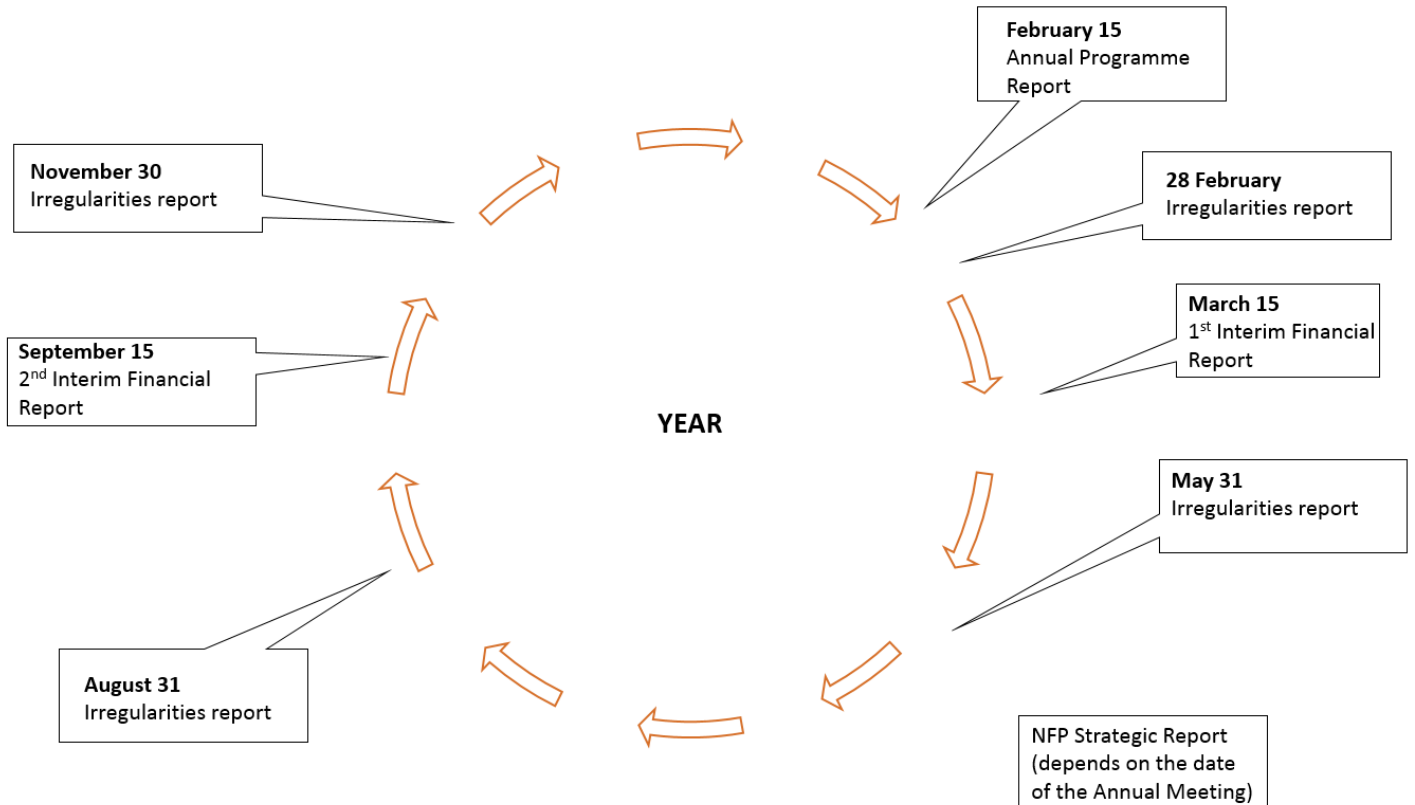 February 15
Annual Programme
Report
28 February
Irregularities report
March 15
1st Interim Financial
Report
May 31
Irregularities report
NFP Strategic Report
(depends on the date
of the Annual Meeting)
August 31
Irregularities report
September 15
2nd Interim Financial
Report
November 30
Irregularities report
YEAR